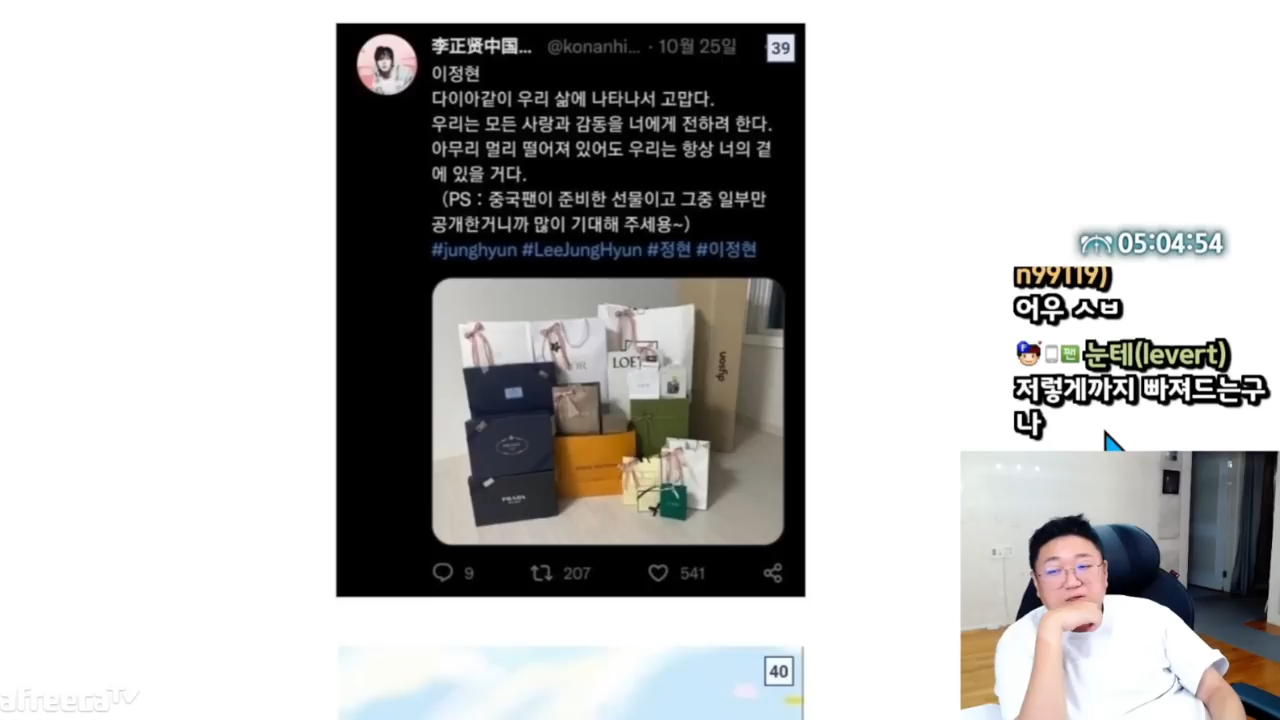 李正贤中国... @konanhi... · 10월 25일
39
이정현
다이아같이 우리 삶에 나타나서 고맙다.
우리는 모든 사랑과 감동을 너에게 전하려 한다.
아무리 멀리 떨어져 있어도 우리는 항상 너의 곁
에 있을 거다.
（PS : 중국팬이 준비한 선물이고 그중 일부만
공개한거니까 많이 기대해 주세용~）
#junghyun #LeeJungHyun #정현 #이정현
dyson
PRADA
PRADA
9 207 541
40
05:04:54
n99119)
어우 ㅅㅂ
팬 눈테(levert)
저렇게까지 빠져드는구
나
afreecaTV